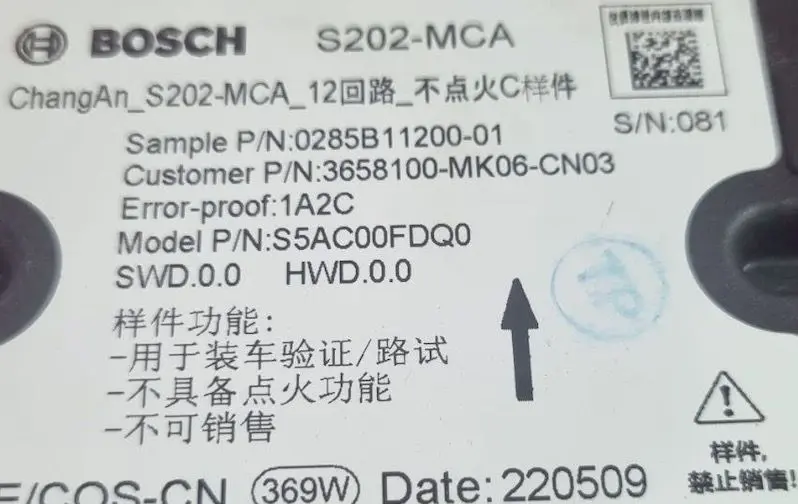 BOSCH S202-MCA
ChangAn_S202-MCA_12回路_不点火C样件
S/N:081
Sample P/N:0285B11200-01
Customer P/N:3658100-MK06-CN03
Error-proof:1A2C
Model P/N:S5AC00FDQ0
SWD.0.0 HWD.0.0
样件功能:
-用于装车验证/路试
-不具备点火功能
-不可销售
样件,
禁止销售!
E/COS-CN 369W Date: 220509